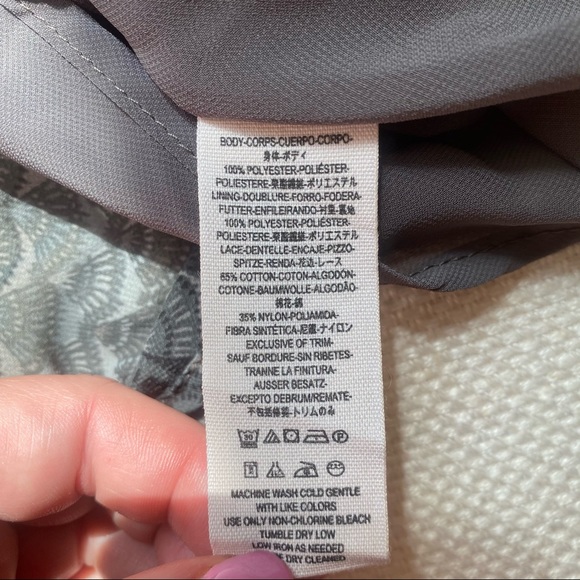 BODY-CORPS-CUERPO-CORPO-
身体-ボディ
100% POLYESTER-POLIÉSTER-
POLIESTERE-聚酯纖維-ポリエステル
LINING-DOUBLURE-FORRO-FODERA-
FUTTER-ENFILEIRANDO-衬里-裏地
100% POLYESTER-POLIÉSTER-
POLIESTERE-聚酯纖維-ポリエステル
LACE-DENTELLE-ENCAJE-PIZZO-
SPITZE-RENDA-花边-レース
65% COTTON-COTON-ALGODÓN-
COTONE-BAUMWOLLE-ALGODÃO-
棉花-綿
35% NYLON-POLIAMIDA-
FIBRA SINTÉTICA-尼龍-ナイロン
EXCLUSIVE OF TRIM-
SAUF BORDURE-SIN RIBETES-
TRANNE LA FINITURA-
AUSSER BESATZ-
EXCEPTO DEBRUM/REMATE-
不包括修芸-トリムのみ
MACHINE WASH COLD GENTLE
WITH LIKE COLORS
USE ONLY NON-CHLORINE BLEACH
TUMBLE DRY LOW
LOW IRON AS NEEDED
BE DRY CLEANED